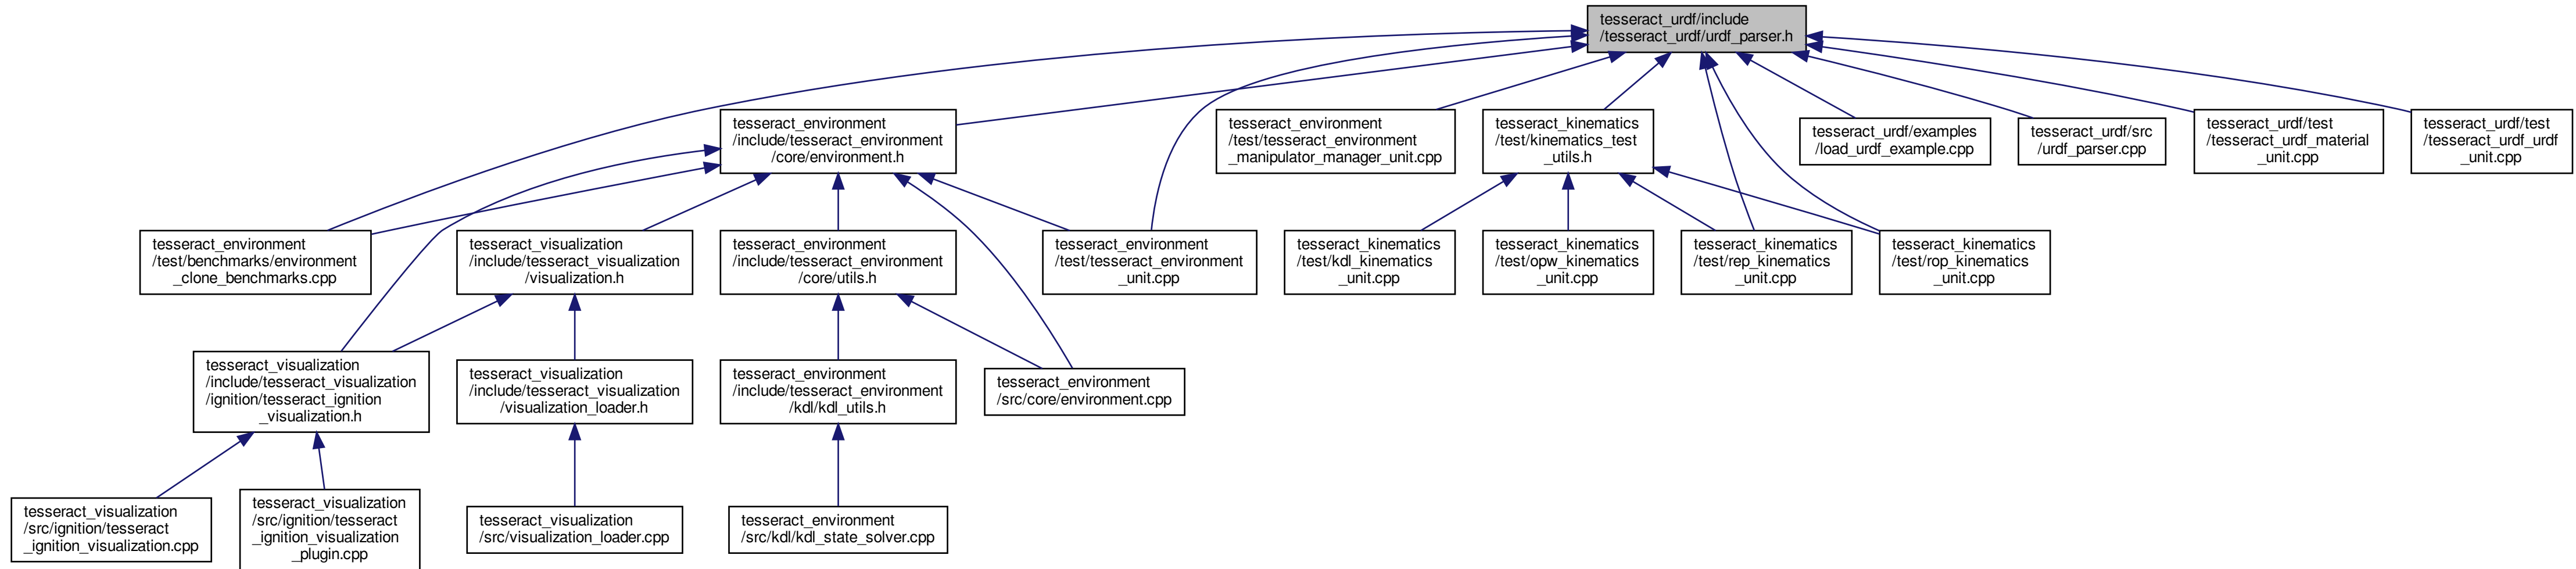 tesseract_urdf/include
/tesseract_urdf/urdf_parser.h
tesseract_environment
/include/tesseract_environment
/core/environment.h
tesseract_environment
/test/tesseract_environment
_manipulator_manager_unit.cpp
tesseract_kinematics
/test/kinematics_test
_utils.h
tesseract_urdf/examples
/load_urdf_example.cpp
tesseract_urdf/src
/urdf_parser.cpp
tesseract_urdf/test
/tesseract_urdf_material
_unit.cpp
tesseract_urdf/test
/tesseract_urdf_urdf
_unit.cpp
tesseract_environment
/test/benchmarks/environment
_clone_benchmarks.cpp
tesseract_visualization
/include/tesseract_visualization
/visualization.h
tesseract_environment
/include/tesseract_environment
/core/utils.h
tesseract_environment
/test/tesseract_environment
_unit.cpp
tesseract_kinematics
/test/kdl_kinematics
_unit.cpp
tesseract_kinematics
/test/opw_kinematics
_unit.cpp
tesseract_kinematics
/test/rep_kinematics
_unit.cpp
tesseract_kinematics
/test/rop_kinematics
_unit.cpp
tesseract_visualization
/include/tesseract_visualization
/ignition/tesseract_ignition
_visualization.h
tesseract_visualization
/include/tesseract_visualization
/visualization_loader.h
tesseract_environment
/include/tesseract_environment
/kdl/kdl_utils.h
tesseract_environment
/src/core/environment.cpp
tesseract_visualization
/src/ignition/tesseract
_ignition_visualization.cpp
tesseract_visualization
/src/ignition/tesseract
_ignition_visualization
_plugin.cpp
tesseract_visualization
/src/visualization_loader.cpp
tesseract_environment
/src/kdl/kdl_state_solver.cpp